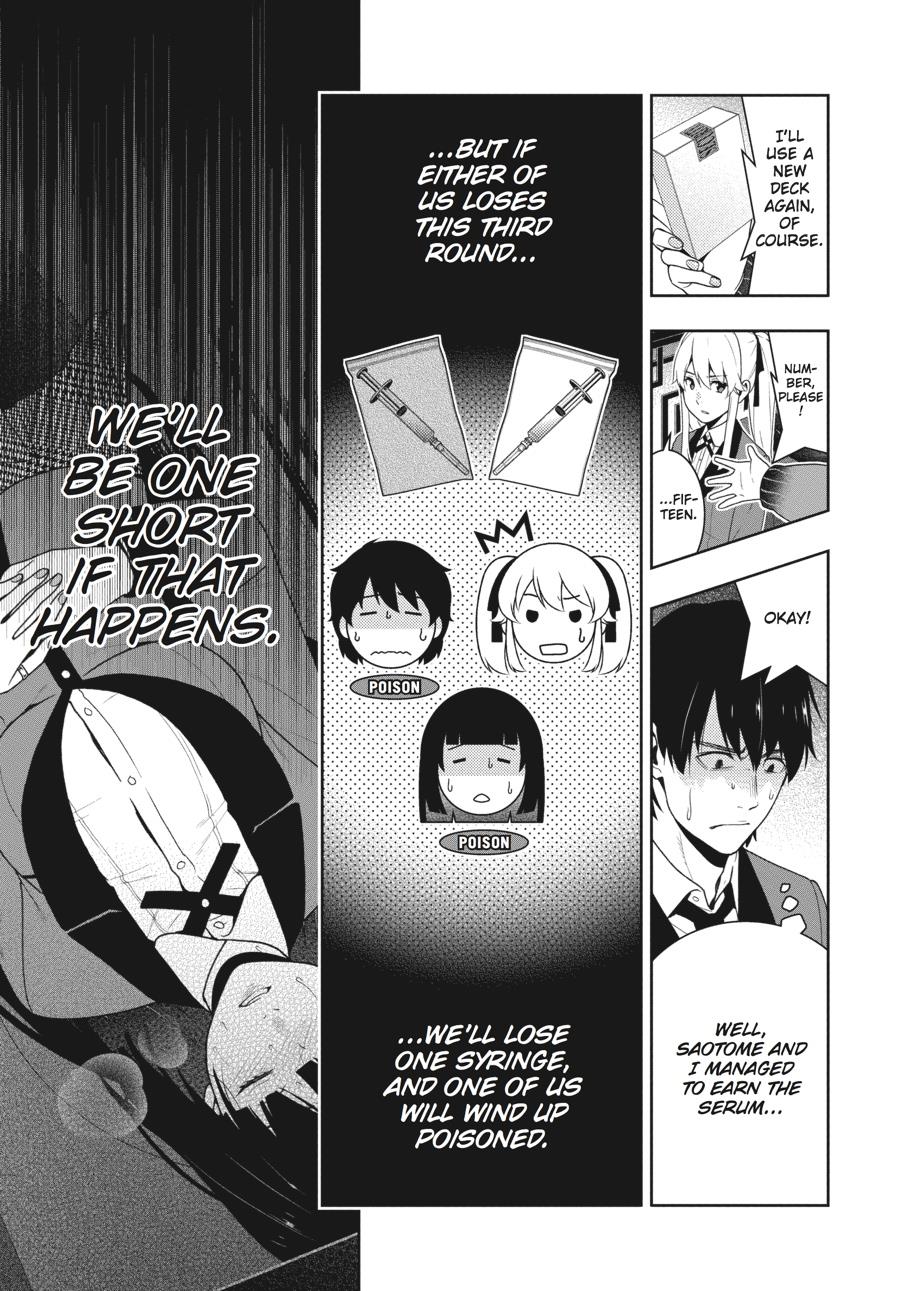 I'LL
USE A
NEW
DECK
AGAIN,
OF
COURSE.
NUM-
BER,
PLEASE
!
...FIF-
TEEN.
OKAY!
WELL,
SAOTOME AND
I MANAGED
TO EARN THE
SERUM...
...BUT IF
EITHER OF
US LOSES
THIS THIRD
ROUND...
POISON
POISON
...WE'LL LOSE
ONE SYRINGE,
AND ONE OF US
WILL WIND UP
POISONED.
WE'LL
BE ONE
SHORT
IF THAT
HAPPENS.